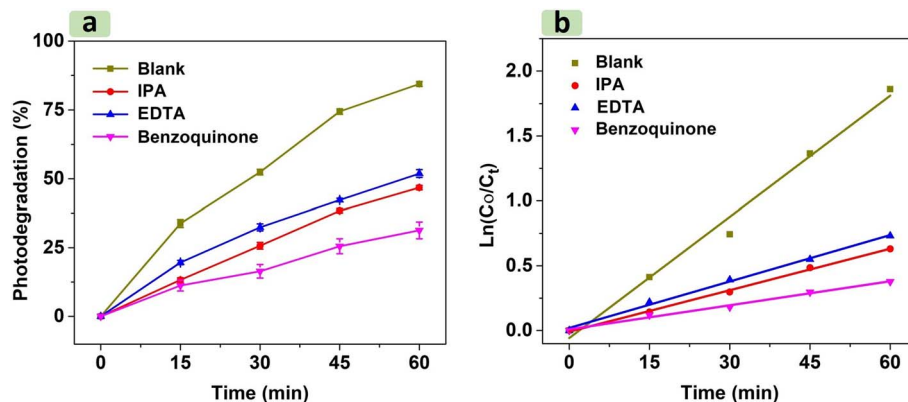 a
100
75
50
25
0
Photodegradation (%)
Blank
IPA
EDTA
Benzoquinone
0 15 30 45 60
Time (min)
b
2.0
1.5
1.0
0.5
0.0
Ln(Co/Ct)
Blank
IPA
EDTA
Benzoquinone
0 15 30 45 60
Time (min)